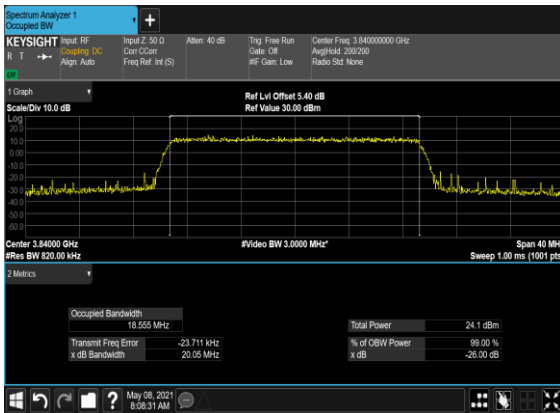 Spectrum Analyzer 1
Occupied BW
+
KEYSIGHT
R T
LXI
Input: RF
Coupling: DC
Align: Auto
Input Z: 50 Ω
Corr CCorr
Freq Ref: Int (S)
Atten: 40 dB
Trig: Free Run
Gate: Off
#IF Gain: Low
Center Freq: 3.840000000 GHz
Avg|Hold: 200/200
Radio Std: None
1 Graph
Scale/Div 10.0 dB
Ref Lvl Offset 5.40 dB
Ref Value 30.00 dBm
Log
20.0
10.0
0.00
-10.0
-20.0
-30.0
-40.0
-50.0
-60.0
Center 3.84000 GHz
#Video BW 3.0000 MHz*
Span 40 MH
#Res BW 820.00 kHz
Sweep 1.00 ms (1001 pts
2 Metrics
Occupied Bandwidth
18.555 MHz
Total Power 24.1 dBm
Transmit Freq Error -23.711 kHz
% of OBW Power 99.00 %
x dB Bandwidth 20.05 MHz
x dB -26.00 dB
?
May 08, 2021
8:08:31 AM